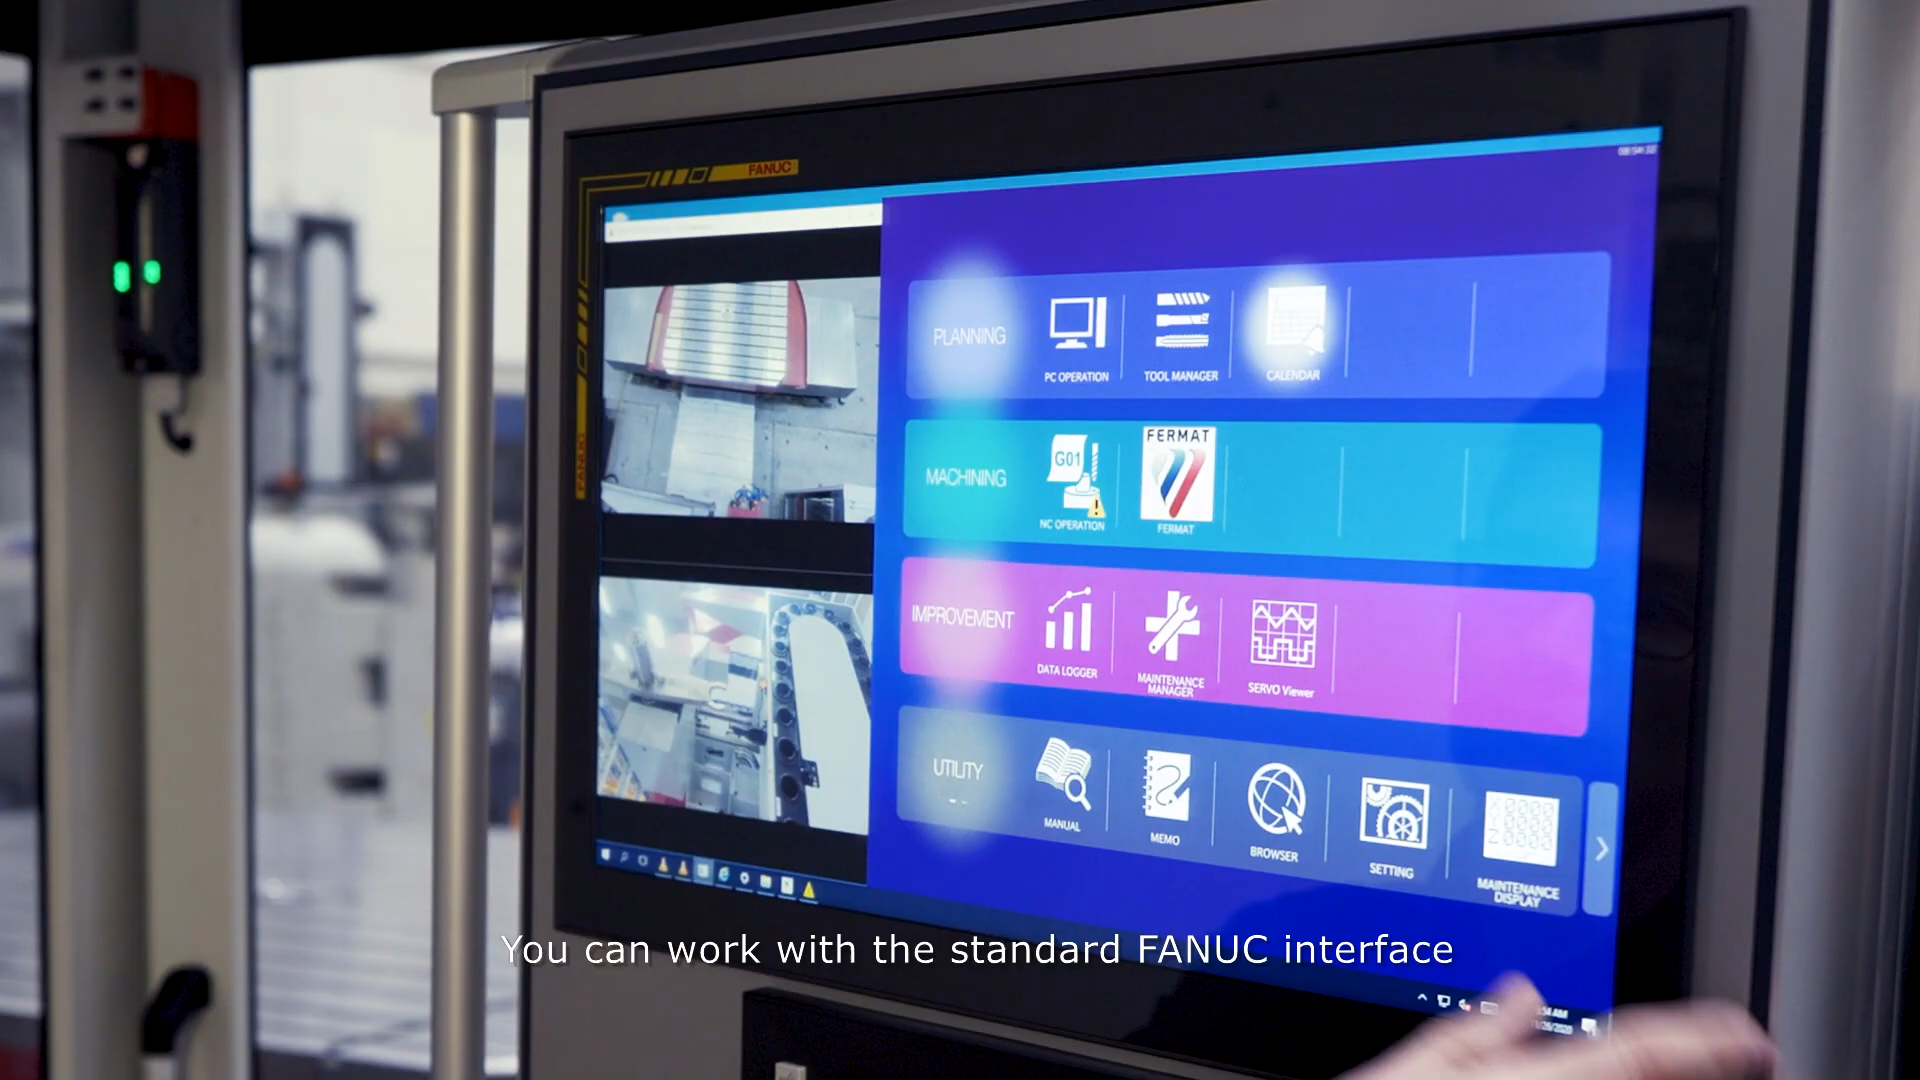 FANUC
FANUC
PLANNING
PC OPERATION
TOOL MANAGER
CALENDAR
MACHINING
G01
NC OPERATION
FERMAT
FERMAT
IMPROVEMENT
DATA LOGGER
MAINTENANCE
MANAGER
SERVO Viewer
UTILITY
MANUAL
MEMO
BROWSER
SETTING
MAINTENANCE
DISPLAY
You can work with the standard FANUC interface